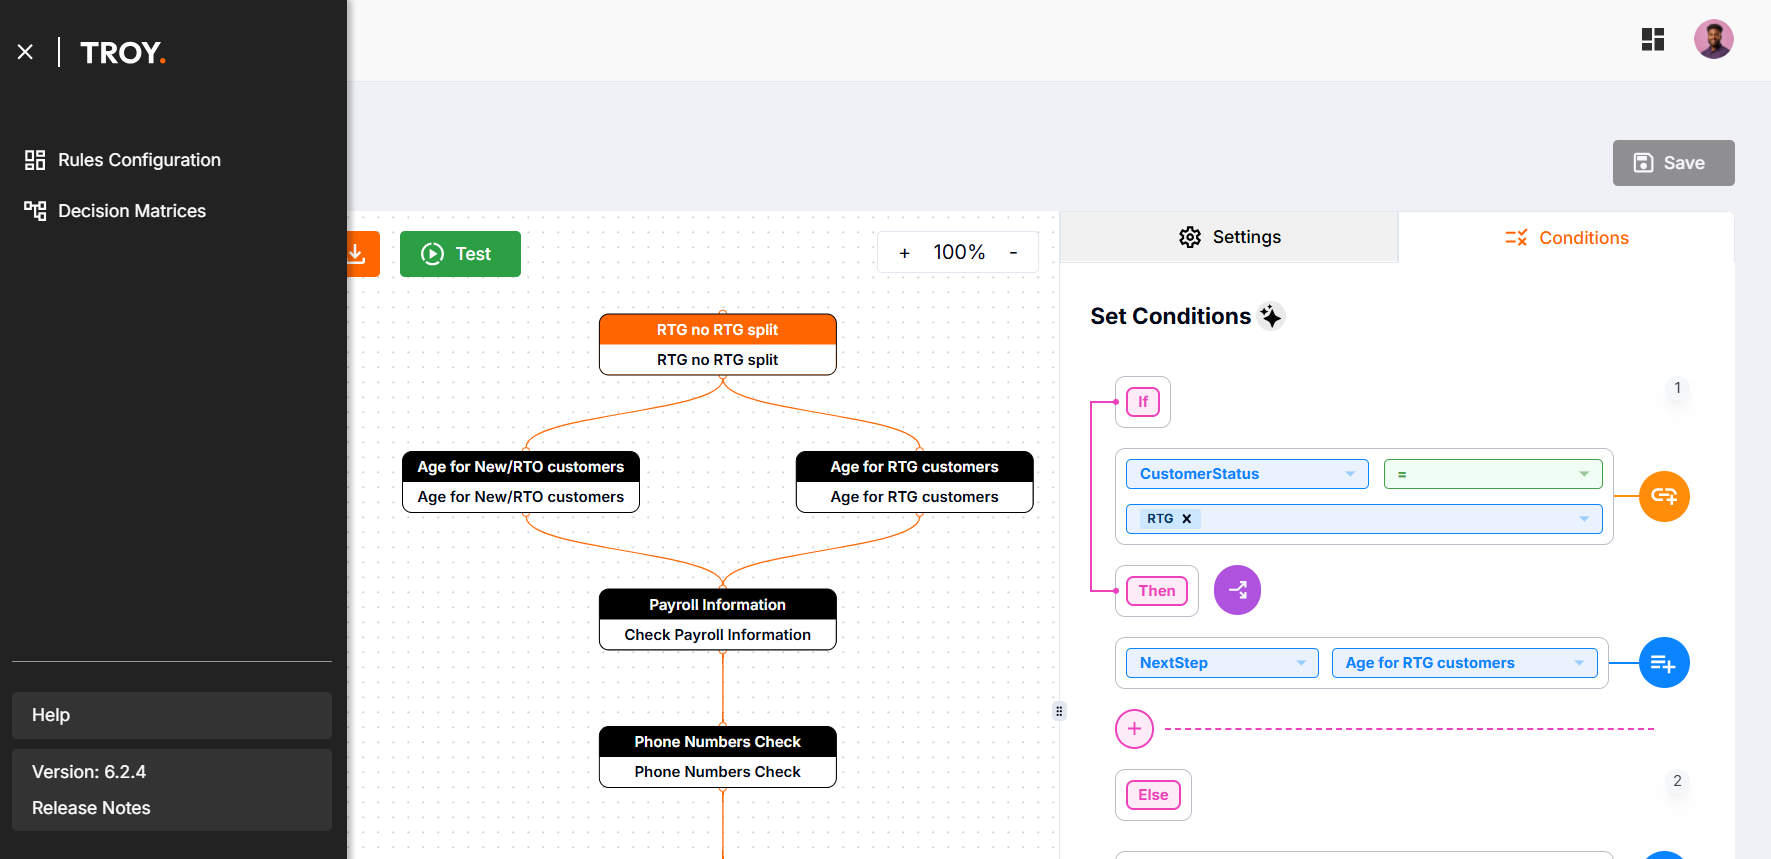 TROY.
Rules Configuration
Decision Matrices
Help
Version: 6.2.4
Release Notes
Save
Test
+ 100% -
RTG no RTG split
RTG no RTG split
Age for New/RTO customers
Age for New/RTO customers
Age for RTG customers
Age for RTG customers
Payroll Information
Check Payroll Information
Phone Numbers Check
Phone Numbers Check
Settings
Conditions
Set Conditions
If
1
CustomerStatus
=
RTG
Then
NextStep
Age for RTG customers
+
Else
2